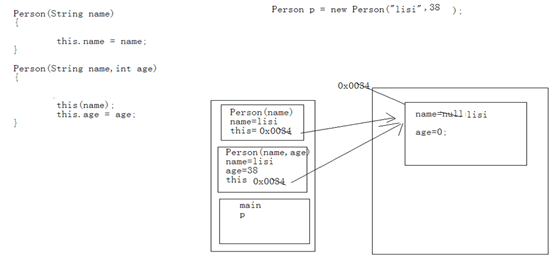 Person(String name)
{
this.name = name;
}
Person(String name,int age)
{
this(name);
this.age = age;
}
Person p = new Person("lisi",38 );
Person(name)
name=lisi
this= 0x0034
Person(name,age)
name=lisi
age=38
this 0x0034
main
p
0x0034
name=null lisi
age=0;